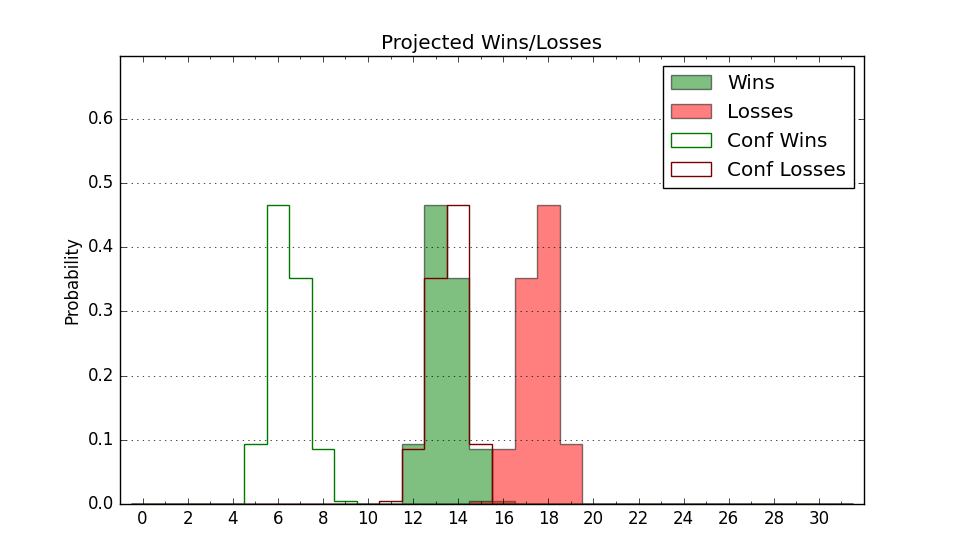 Projected Wins/Losses
Wins
Losses
Conf Wins
Conf Losses
Probability
0.6
0.5
0.4
0.3
0.2
0.1
0.0
0 2 4 6 8 10 12 14 16 18 20 22 24 26 28 30